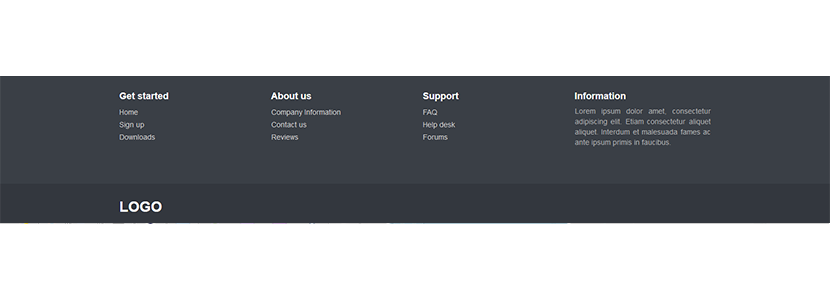 Get started
Home
Sign up
Downloads
About us
Company Information
Contact us
Reviews
Support
FAQ
Help desk
Forums
Information
Lorem ipsum dolor amet, consectetur
adipiscing elit. Etiam consectetur aliquet
aliquet. Interdum et malesuada fames ac
ante ipsum primis in faucibus.
LOGO